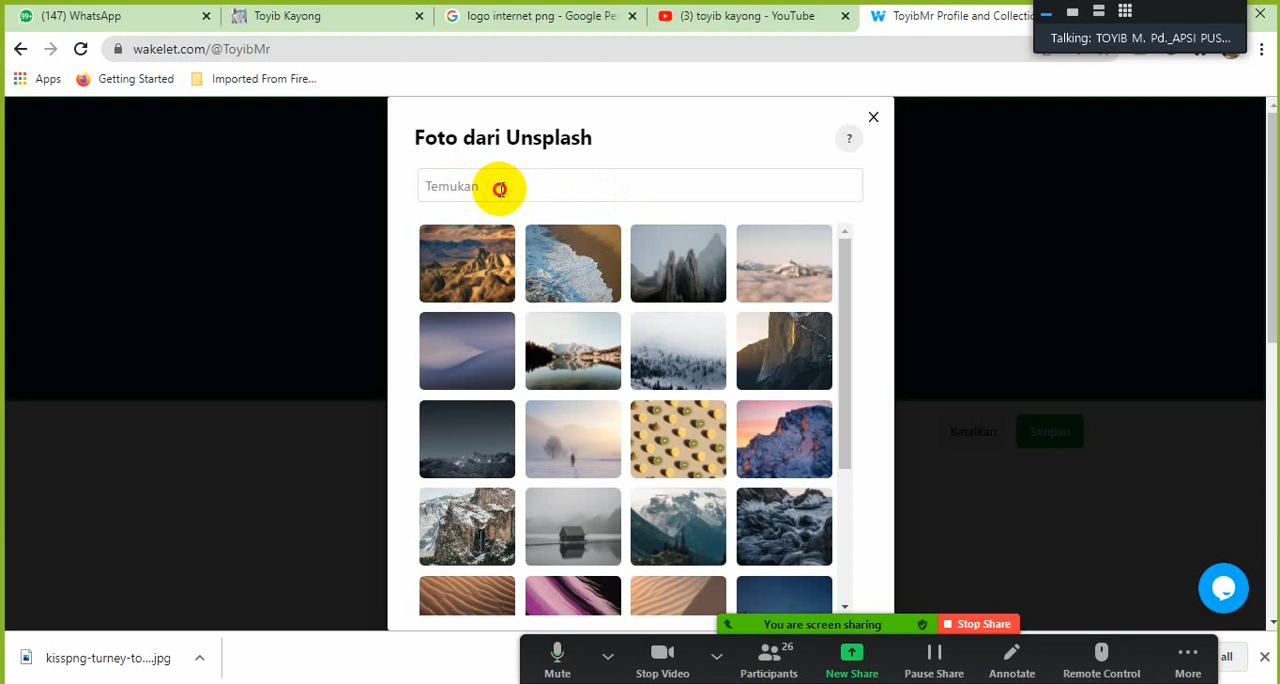 (147) WhatsApp
Toyib Kayong
logo internet png - Google Pe
(3) toyib kayong - YouTube
ToyibMr Profile and Collectio
Talking: TOYIB M. Pd._APSI PUS...
wakelet.com/@ToyibMr
Apps
Getting Started
Imported From Fire...
Foto dari Unsplash
?
Temukan
Batalkan
Simpan
You are screen sharing
Stop Share
kisspng-turney-to....jpg
Mute
Stop Video
26
Participants
New Share
Pause Share
Annotate
Remote Control
More
all